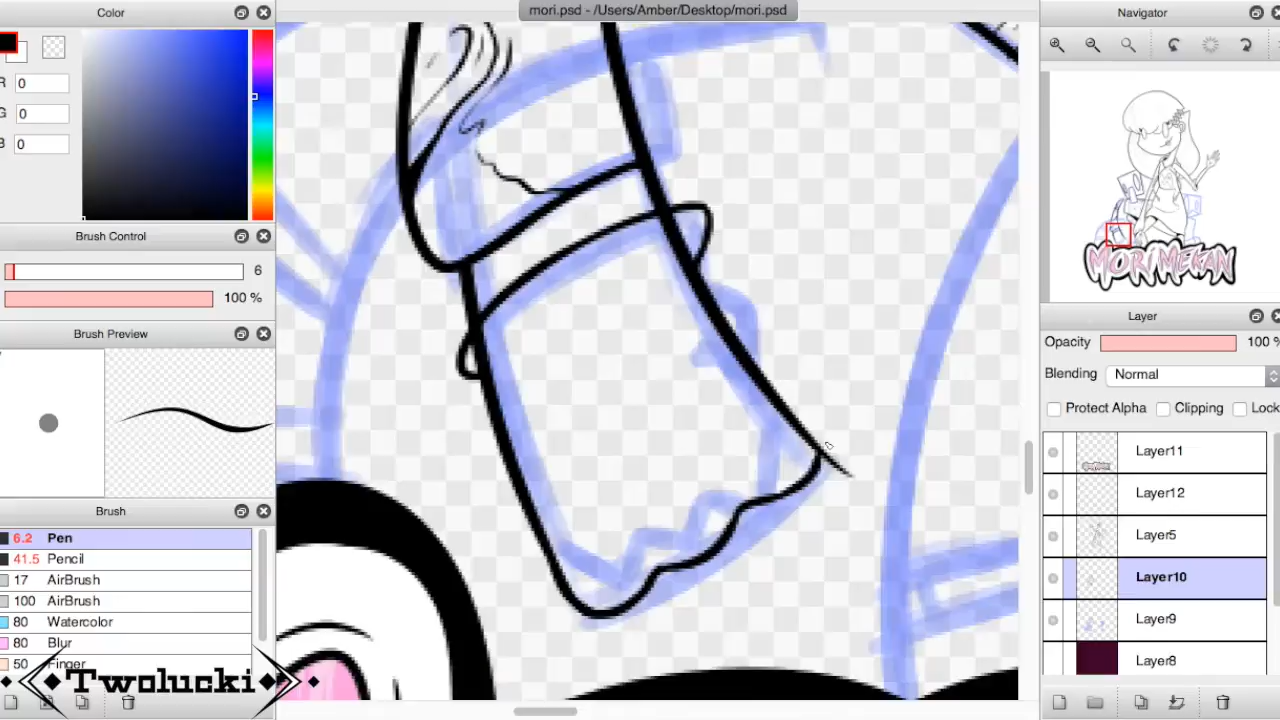 mori.psd - /Users/Amber/Desktop/mori.psd
Color
R 0
G 0
B 0
Brush Control
6
100 %
Brush Preview
Brush
6.2 Pen
41.5 Pencil
17 AirBrush
100 AirBrush
80 Watercolor
80 Blur
50 Finger
Twolucki
Navigator
MORI MEKAN
Layer
Opacity 100 %
Blending Normal
Protect Alpha Clipping Lock
Layer11
Layer12
Layer5
Layer10
Layer9
Layer8